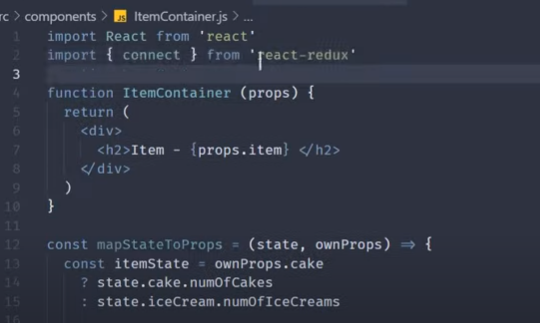 rc > components > JS ItemContainer.js > ...
1 import React from 'react'
2 import { connect } from 'react-redux'
3
4 function ItemContainer (props) {
5 return (
6 <div>
7 <h2>Item - {props.item} </h2>
8 </div>
9 )
10 }
11
12 const mapStateToProps = (state, ownProps) => {
13 const itemState = ownProps.cake
14 ? state.cake.numOfCakes
15 : state.iceCream.numOfIceCreams